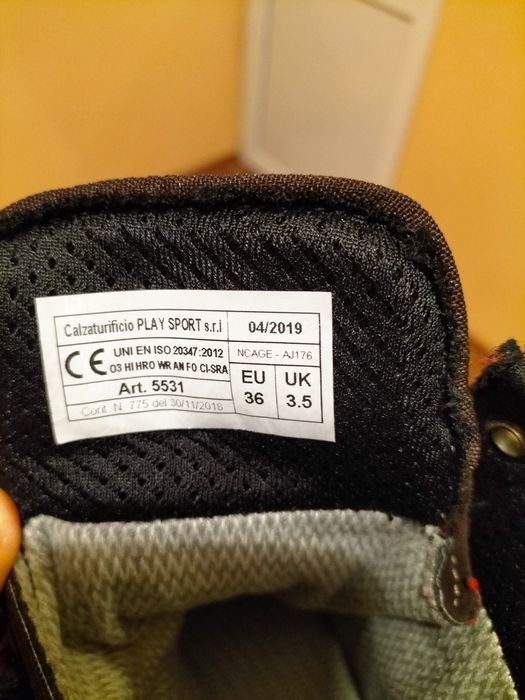 Calzaturificio PLAY SPORT s.r.l
04/2019
CE
UNI EN ISO 20347:2012
O3 HI HRO WR AN FO CI-SRA
NCAGE - AJ176
Art. 5531
Cont. N. 775 del 30/11/2018
EU
36
UK
3.5